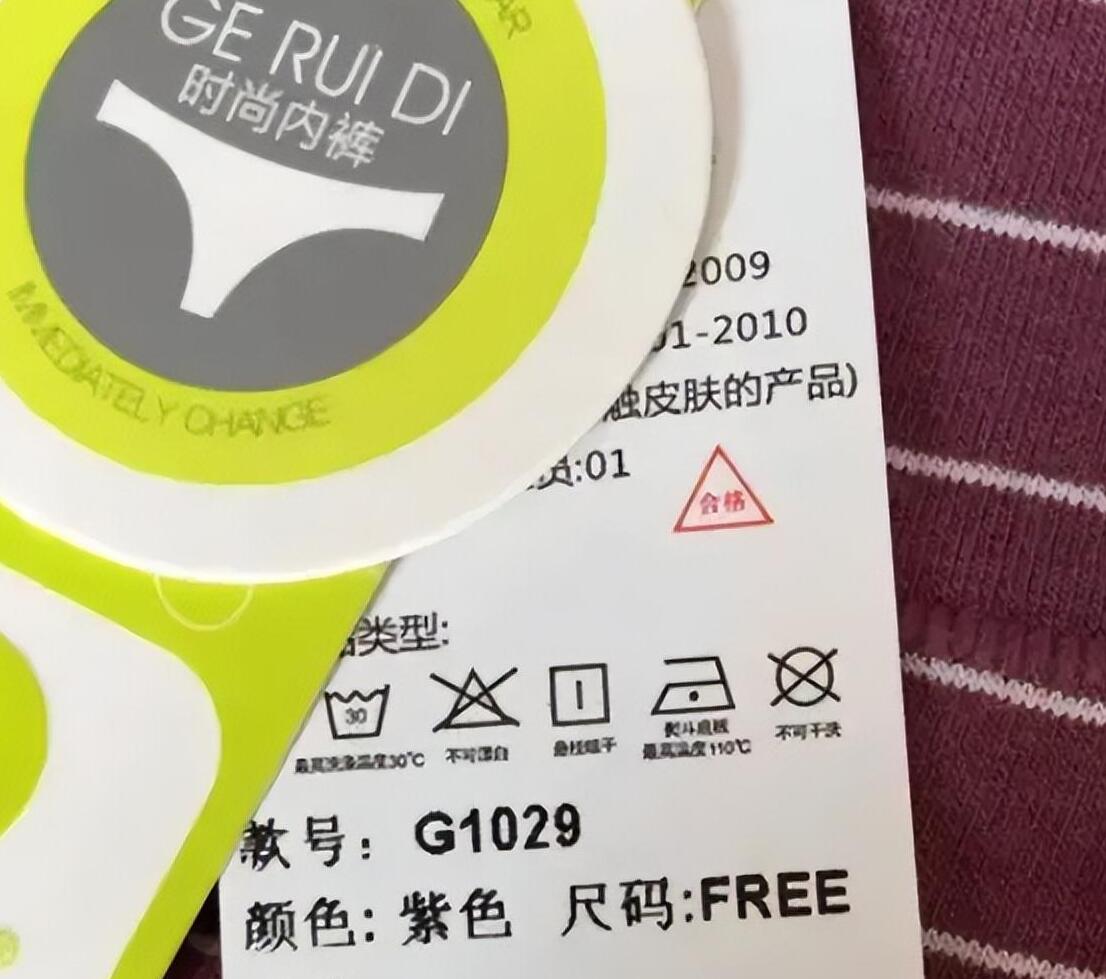 AR
GE RUI DI
时尚内裤
IMMEDIATELY CHANGE
2009
01-2010
触皮肤的产品)
员:01
合格
类型:
30
最高洗涤温度30℃
不可漂白
悬挂晾干
熨斗底板
最高温度110℃
不可干洗
款号: G1029
颜色: 紫色 尺码:FREE